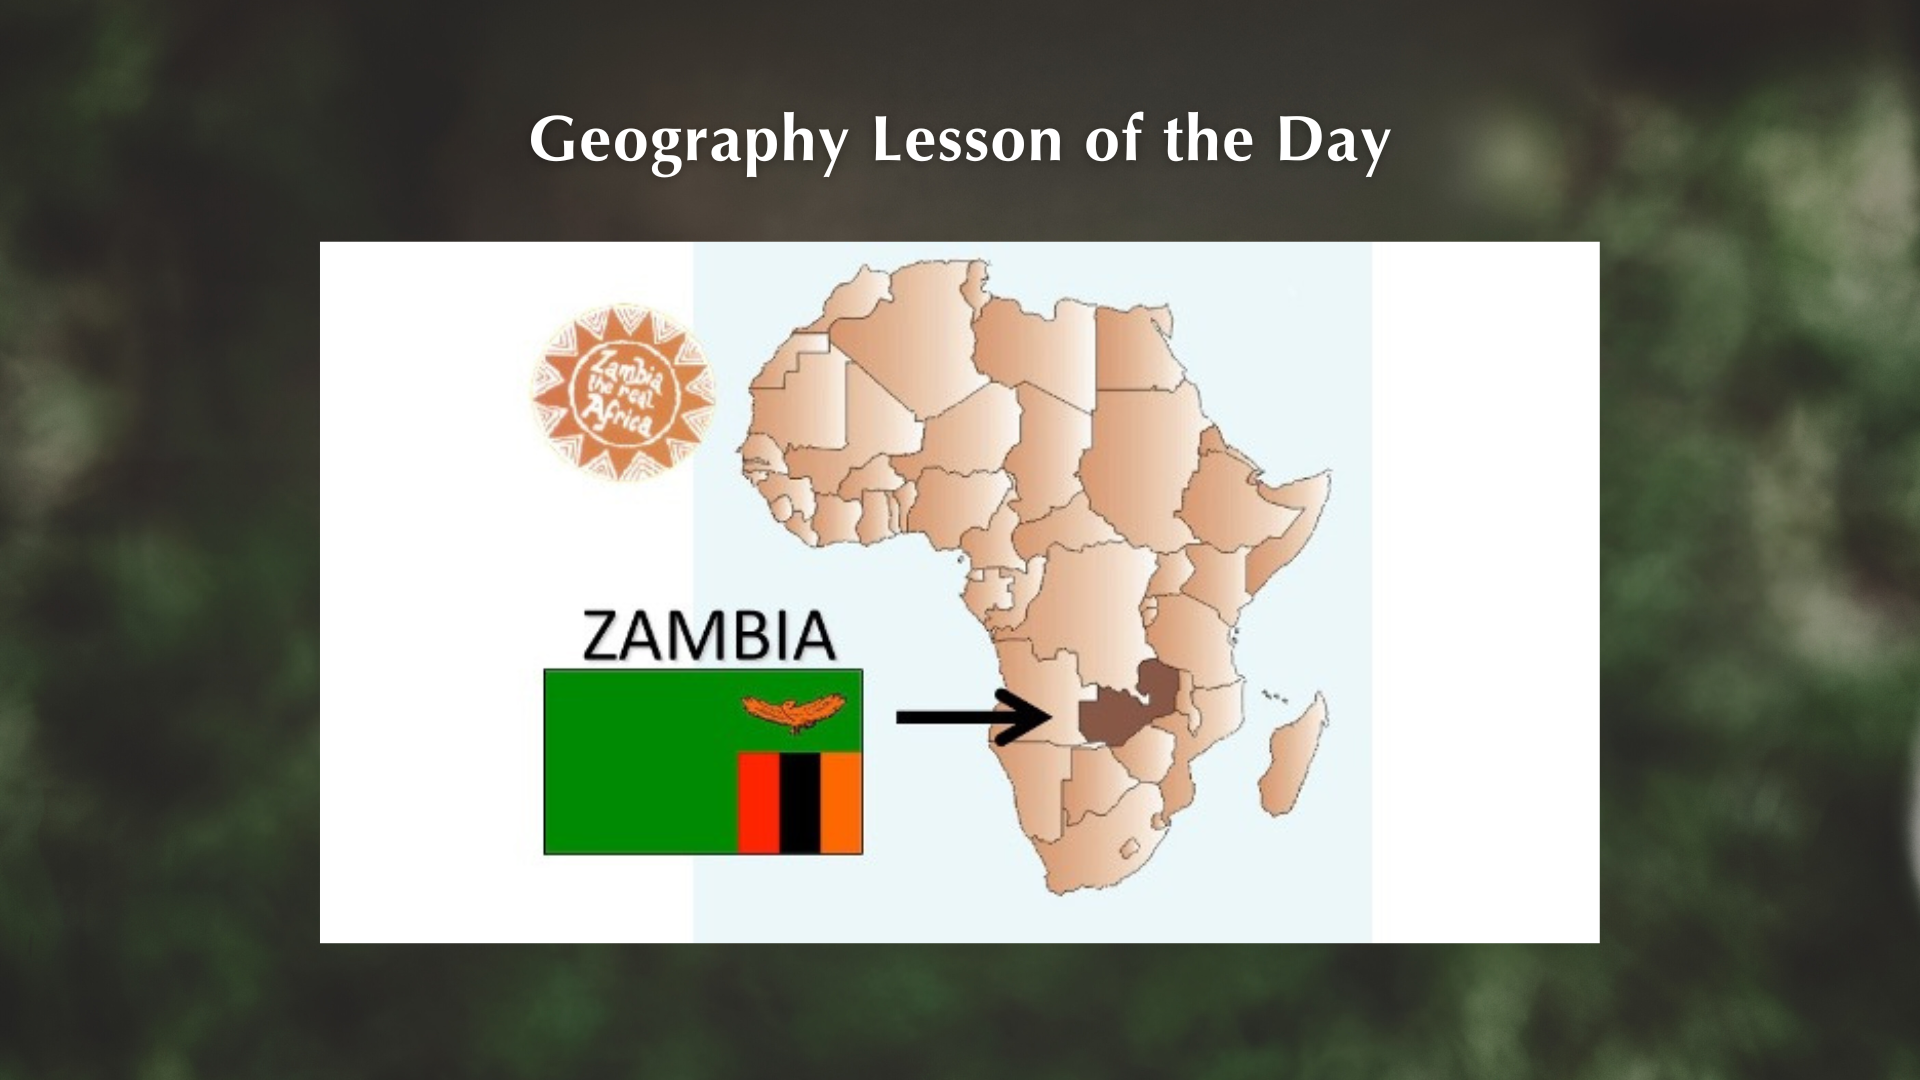 Geography Lesson of the Day
Zambia
the real
Africa
ZAMBIA